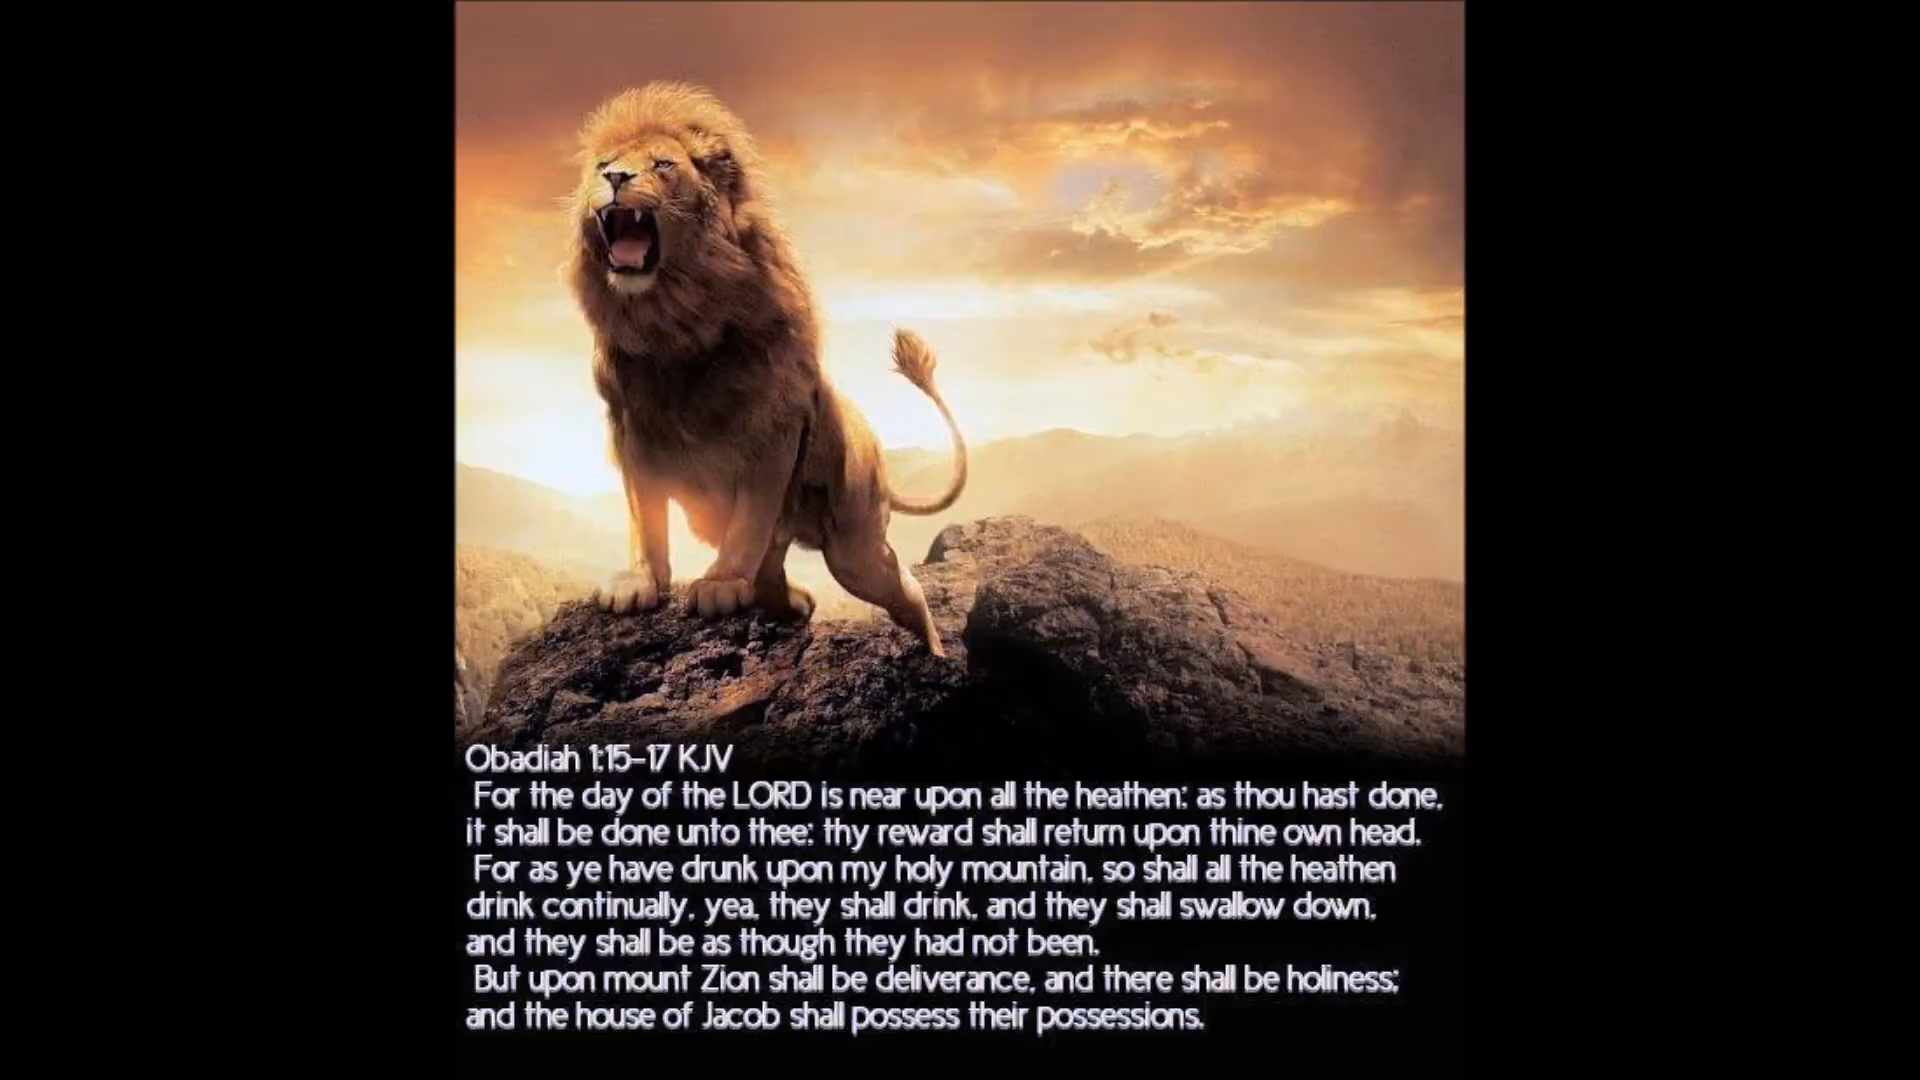 Obadiah 1:15-17 KJV
For the day of the LORD is near upon all the heathen: as thou hast done,
it shall be done unto thee: thy reward shall return upon thine own head.
For as ye have drunk upon my holy mountain, so shall all the heathen
drink continually, yea, they shall drink, and they shall swallow down,
and they shall be as though they had not been.
But upon mount Zion shall be deliverance, and there shall be holiness;
and the house of Jacob shall possess their possessions.